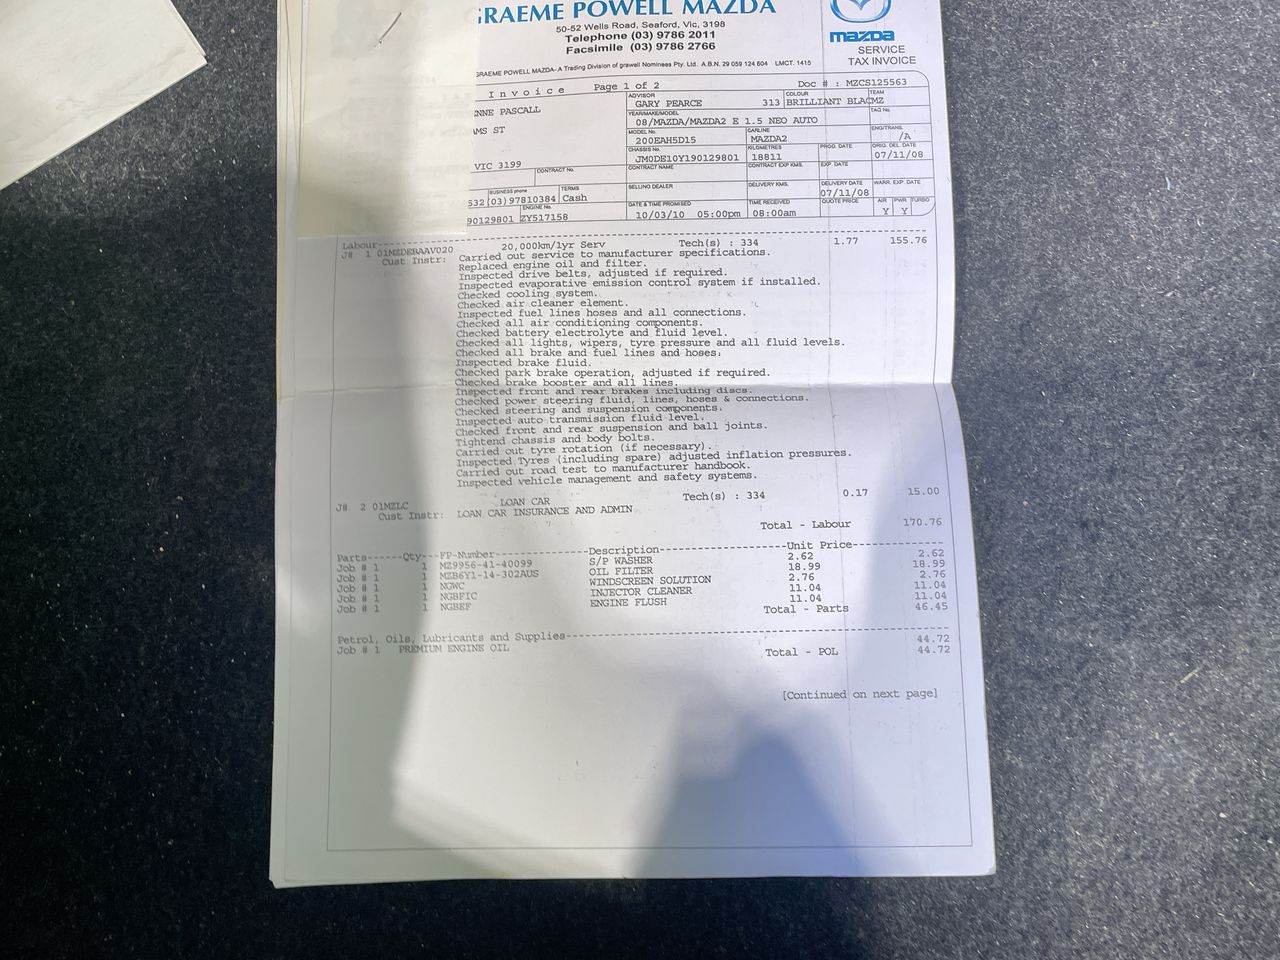 GRAEME POWELL MAZDA
50-52 Wells Road, Seaford, Vic, 3198
Telephone (03) 9786 2011
Facsimile (03) 9786 2766
mazda
SERVICE
TAX INVOICE
GRAEME POWELL MAZDA- A Trading Division of grawell Nominees Pty. Ltd. A.B.N. 29 059 124 604 LMCT. 1415
Invoice Page 1 of 2 Doc # : MZCS125563
ADVISOR COLOUR TEAM
NNE PASCALL GARY PEARCE 313 BRILLIANT BLACMZ
YEAR/MAKE/MODEL TAG No.
AMS ST 08/MAZDA/MAZDA2 E 1.5 NEO AUTO
MODEL No. CARLINE ENG/TRANS.
200EAH5D15 MAZDA2 /A
CHASSIS No. KILOMETRES PROD. DATE ORIG. DEL. DATE
VIC 3199 JM0DE10Y190129801 18811 07/11/08
CONTRACT No. CONTRACT NAME CONTRACT EXP KMS. EXP. DATE
BUSINESS phone TERMS SELLING DEALER DELIVERY KMS. DELIVERY DATE WARR. EXP. DATE
532 (03)97810384 Cash 07/11/08
ENGINE No. DATE & TIME PROMISED TIME RECEIVED QUOTE PRICE AIR PWR TURBO
90129801 ZY517158 10/03/10 05:00pm 08:00am Y Y
Labour
J# 1 01MZDEBAAV020 20,000km/1yr Serv Tech(s) : 334 1.77 155.76
Cust Instr: Carried out service to manufacturer specifications.
Replaced engine oil and filter.
Inspected drive belts, adjusted if required.
Inspected evaporative emission control system if installed.
Checked cooling system.
Checked air cleaner element.
Inspected fuel lines hoses and all connections.
Checked all air conditioning components.
Checked battery electrolyte and fluid level.
Checked all lights, wipers, tyre pressure and all fluid levels.
Checked all brake and fuel lines and hoses.
Inspected brake fluid.
Checked park brake operation, adjusted if required.
Checked brake booster and all lines.
Inspected front and rear brakes including discs.
Checked power steering fluid, lines, hoses & connections.
Checked steering and suspension components.
Inspected auto transmission fluid level.
Checked front and rear suspension and ball joints.
Tightend chassis and body bolts.
Carried out tyre rotation (if necessary).
Inspected Tyres (including spare) adjusted inflation pressures.
Carried out road test to manufacturer handbook.
Inspected vehicle management and safety systems.
J# 2 01MZLC LOAN CAR Tech(s) : 334 0.17 15.00
Cust Instr: LOAN CAR INSURANCE AND ADMIN
Total - Labour 170.76
Parts------Qty---FP-Number---------------Description--------------------Unit Price-
Job # 1 1 MZ9956-41-40099 S/P WASHER 2.62 2.62
Job # 1 1 MZB6Y1-14-302AUS OIL FILTER 18.99 18.99
Job # 1 1 NGWC WINDSCREEN SOLUTION 2.76 2.76
Job # 1 1 NGBFIC INJECTOR CLEANER 11.04 11.04
Job # 1 1 NGBEF ENGINE FLUSH 11.04 11.04
Total - Parts 46.45
Petrol, Oils, Lubricants and Supplies
Job # 1 PREMIUM ENGINE OIL 44.72
Total - POL 44.72
[Continued on next page]